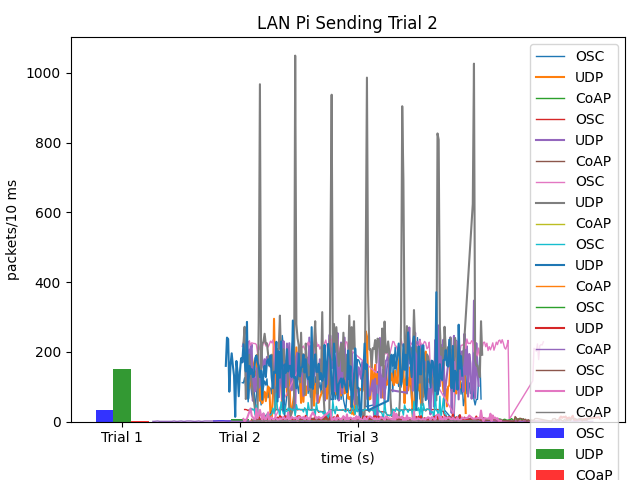 LAN Pi Sending Trial 2
packets/10 ms
1000
800
600
400
200
0
Trial 1
Trial 2
Trial 3
time (s)
OSC
UDP
CoAP
OSC
UDP
CoAP
OSC
UDP
CoAP
OSC
UDP
CoAP
OSC
UDP
CoAP
OSC
UDP
CoAP
OSC
UDP
COaP